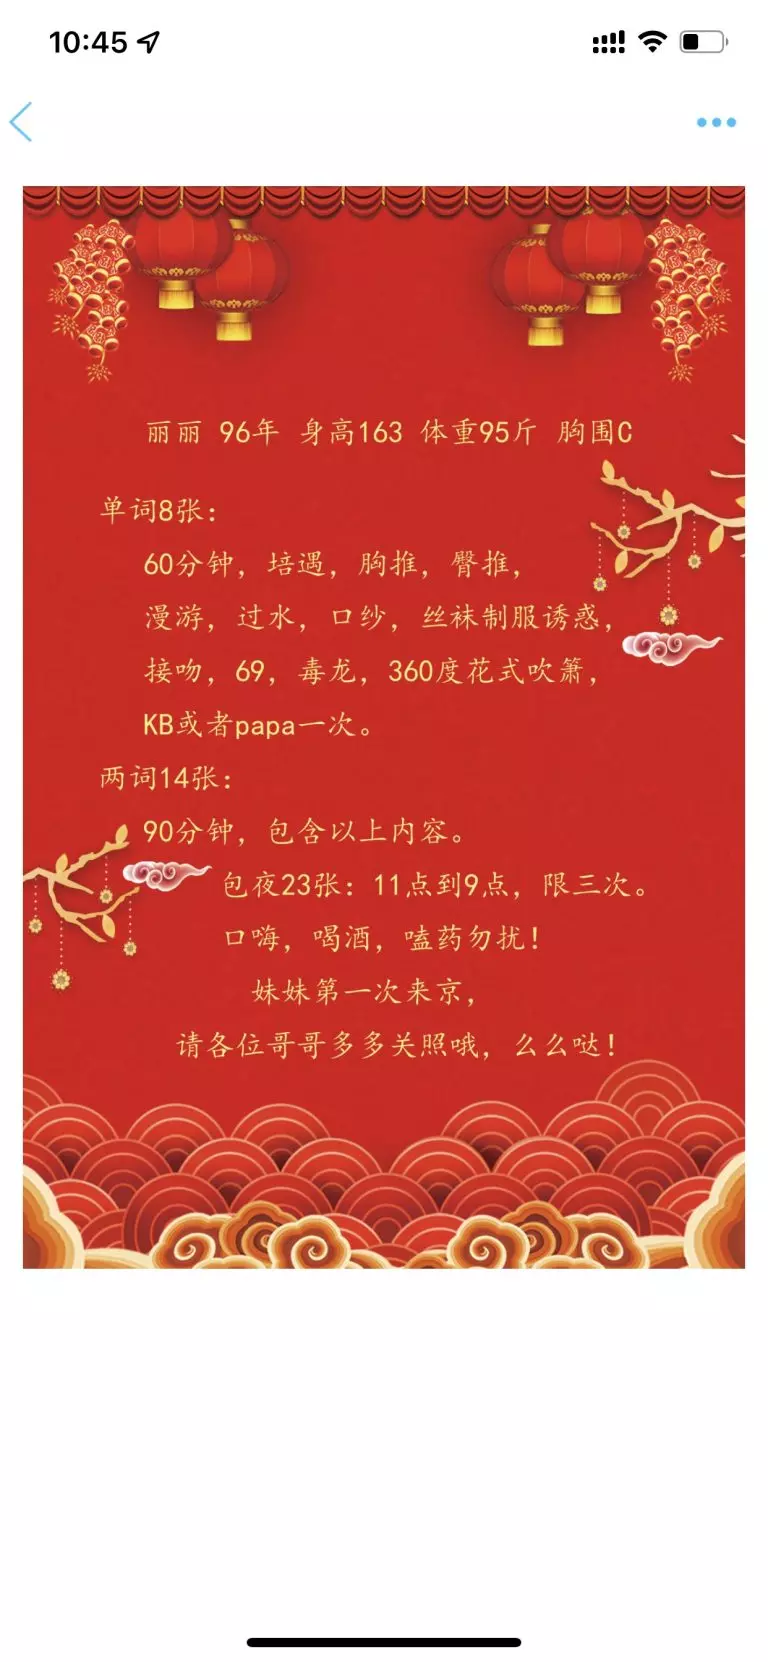 10:45
丽丽 96年 身高163 体重95斤 胸围C
单词8张：
60分钟，培遇，胸推，臀推，
漫游，过水，口纱，丝袜制服诱惑，
接吻，69，毒龙，360度花式吹箫，
KB或者papa一次。
两词14张：
90分钟，包含以上内容。
包夜23张：11点到9点，限三次。
口嗨，喝酒，嗑药勿扰！
妹妹第一次来京，
请各位哥哥多多关照哦，么么哒！